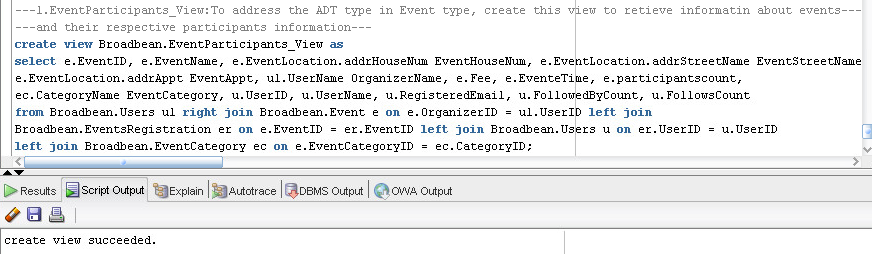 ---1.EventParticipants_View:To address the ADT type in Event type, create this view to retieve informatin about events---
----and their respective participants information---
create view Broadbean.EventParticipants_View as
select e.EventID, e.EventName, e.EventLocation.addrHouseNum EventHouseNum, e.EventLocation.addrStreetName EventStreetName
e.EventLocation.addrAppt EventAppt, ul.UserName OrganizerName, e.Fee, e.EventeTime, e.participantscount,
ec.CategoryName EventCategory, u.UserID, u.UserName, u.RegisteredEmail, u.FollowedByCount, u.FollowsCount
from Broadbean.Users ul right join Broadbean.Event e on e.OrganizerID = ul.UserID left join
Broadbean.EventsRegistration er on e.EventID = er.EventID left join Broadbean.Users u on er.UserID = u.UserID
left join Broadbean.EventCategory ec on e.EventCategoryID = ec.CategoryID;
Results Script Output Explain Autotrace DBMS Output OWA Output
create view succeeded.